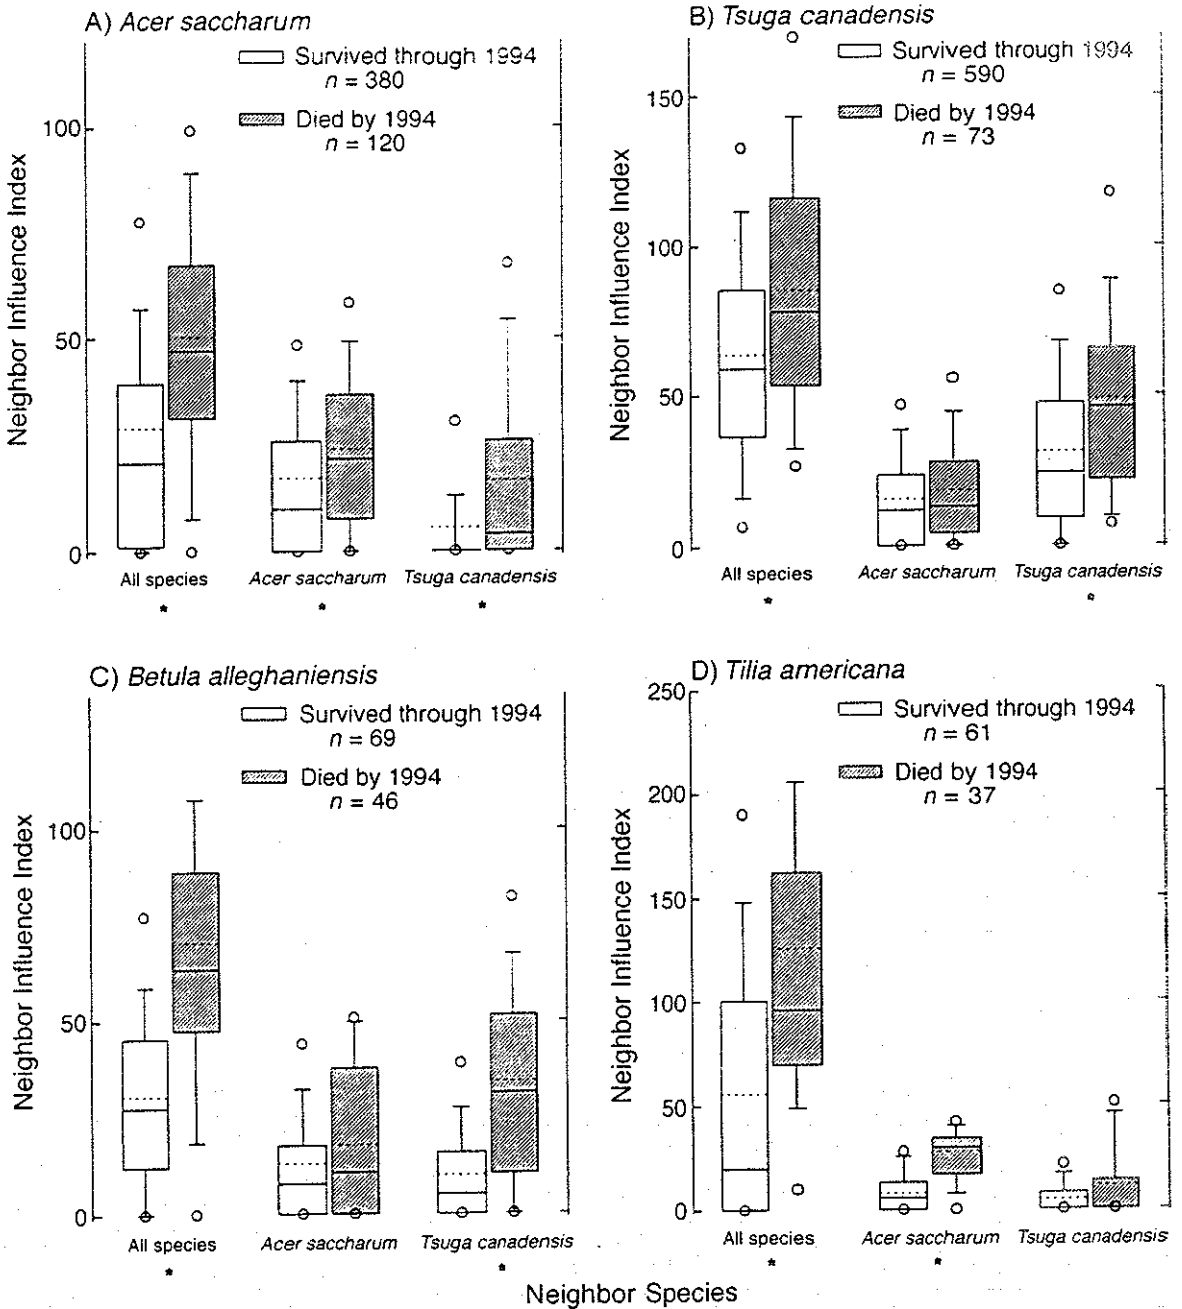 A) Acer saccharum
Survived through 1994
n = 380
Died by 1994
n = 120
Neighbor Influence Index
100
50
0
All species Acer saccharum Tsuga canadensis
* * *
B) Tsuga canadensis
Survived through 1994
n = 590
Died by 1994
n = 73
Neighbor Influence Index
150
100
50
0
All species Acer saccharum Tsuga canadensis
* *
C) Betula alleghaniensis
Survived through 1994
n = 69
Died by 1994
n = 46
Neighbor Influence Index
100
50
0
All species Acer saccharum Tsuga canadensis
* *
D) Tilia americana
Survived through 1994
n = 61
Died by 1994
n = 37
Neighbor Influence Index
250
200
150
100
50
0
All species Acer saccharum Tsuga canadensis
* *
Neighbor Species